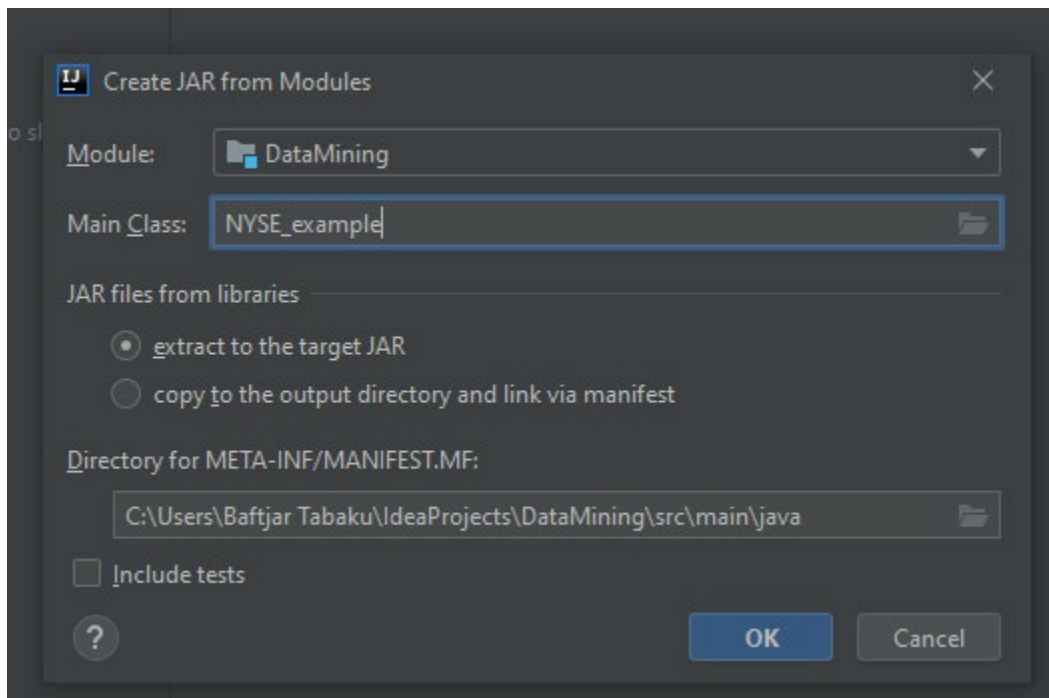 IJ
Create JAR from Modules
o sl
Module:
DataMining
Main Class:
NYSE_example
JAR files from libraries
extract to the target JAR
copy to the output directory and link via manifest
Directory for META-INF/MANIFEST.MF:
C:\Users\Baftjar Tabaku\IdeaProjects\DataMining\src\main\java
Include tests
?
OK
Cancel